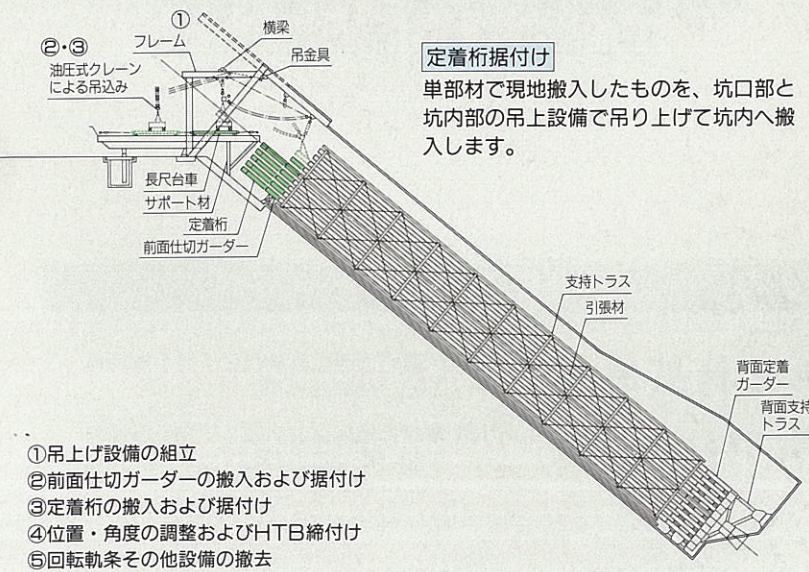 ①
横梁
②・③
フレーム
吊金具
油圧式クレーン
による吊込み
定着桁据付け
単部材で現地搬入したものを、坑口部と
坑内部の吊上設備で吊り上げて坑内へ搬
入します。
長尺台車
サポート材
定着桁
前面仕切ガーダー
支持トラス
引張材
背面定着
ガーダー
背面支持
トラス
①吊上げ設備の組立
②前面仕切ガーダーの搬入および据付け
③定着桁の搬入および据付け
④位置・角度の調整およびHTB締付け
⑤回転軌条その他設備の撤去